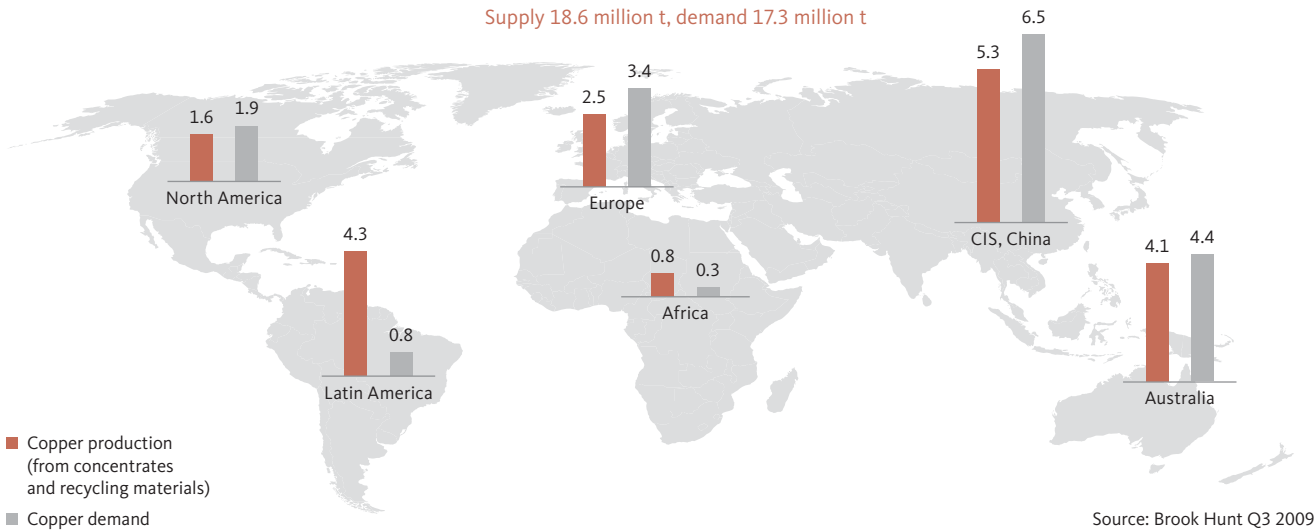 Supply 18.6 million t, demand 17.3 million t
1.6
1.9
North America
2.5
3.4
Europe
5.3
6.5
CIS, China
4.3
0.8
Latin America
0.8
0.3
Africa
4.1
4.4
Australia
Copper production
(from concentrates
and recycling materials)
Copper demand
Source: Brook Hunt Q3 2009